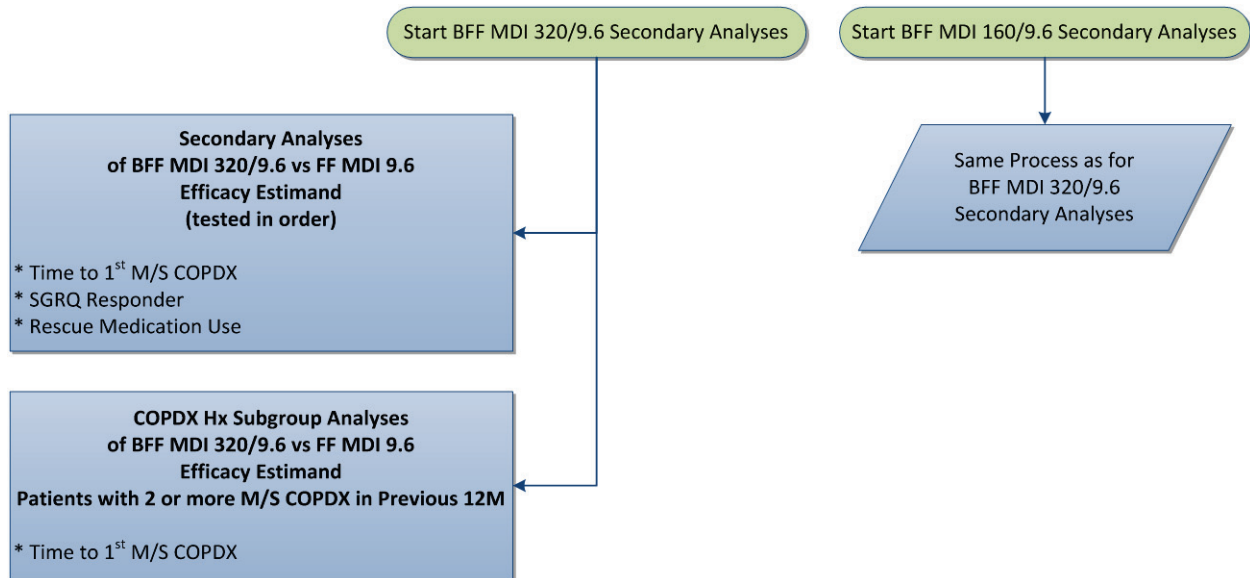 Start BFF MDI 320/9.6 Secondary Analyses
Start BFF MDI 160/9.6 Secondary Analyses
Secondary Analyses
of BFF MDI 320/9.6 vs FF MDI 9.6
Efficacy Estimand
(tested in order)
* Time to 1st M/S COPDX
* SGRQ Responder
* Rescue Medication Use
Same Process as for
BFF MDI 320/9.6
Secondary Analyses
COPDX Hx Subgroup Analyses
of BFF MDI 320/9.6 vs FF MDI 9.6
Efficacy Estimand
Patients with 2 or more M/S COPDX in Previous 12M
* Time to 1st M/S COPDX